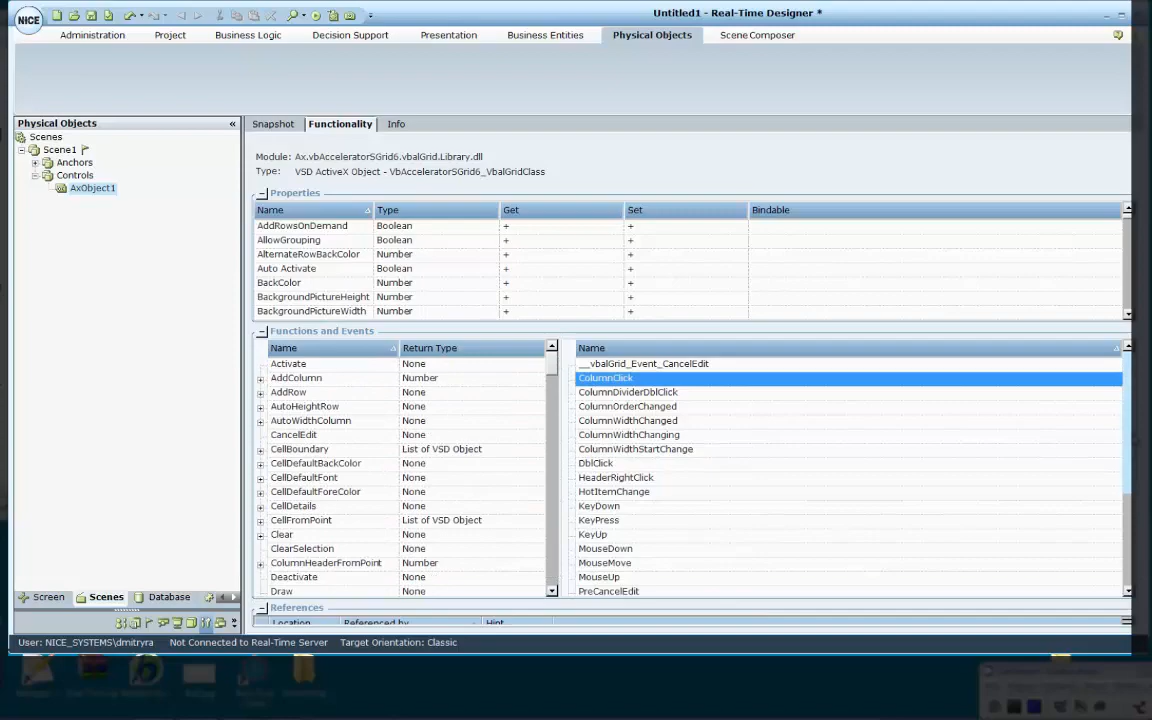 Untitled1 - Real-Time Designer *
NICE
Administration Project Business Logic Decision Support Presentation Business Entities Physical Objects Scene Composer
Physical Objects «
Scenes
Scene1
Anchors
Controls
AxObject1
Snapshot Functionality Info
Module: Ax.vbAcceleratorSGrid6.vbalGrid.Library.dll
Type: VSD ActiveX Object - VbAcceleratorSGrid6_VbalGridClass
Properties
Name Type Get Set Bindable
AddRowsOnDemand Boolean + +
AllowGrouping Boolean + +
AlternateRowBackColor Number + +
Auto Activate Boolean + +
BackColor Number + +
BackgroundPictureHeight Number + +
BackgroundPictureWidth Number + +
Functions and Events
Name Return Type
Activate None
AddColumn Number
AddRow None
AutoHeightRow None
AutoWidthColumn None
CancelEdit None
CellBoundary List of VSD Object
CellDefaultBackColor None
CellDefaultFont None
CellDefaultForeColor None
CellDetails None
CellFromPoint List of VSD Object
Clear None
ClearSelection None
ColumnHeaderFromPoint Number
Deactivate None
Draw None
Name
__vbalGrid_Event_CancelEdit
ColumnClick
ColumnDividerDblClick
ColumnOrderChanged
ColumnWidthChanged
ColumnWidthChanging
ColumnWidthStartChange
DblClick
HeaderRightClick
HotItemChange
KeyDown
KeyPress
KeyUp
MouseDown
MouseMove
MouseUp
PreCancelEdit
References
Location Referenced by Hint
Screen Scenes Database
User: NICE_SYSTEMS\dmitryra Not Connected to Real-Time Server Target Orientation: Classic